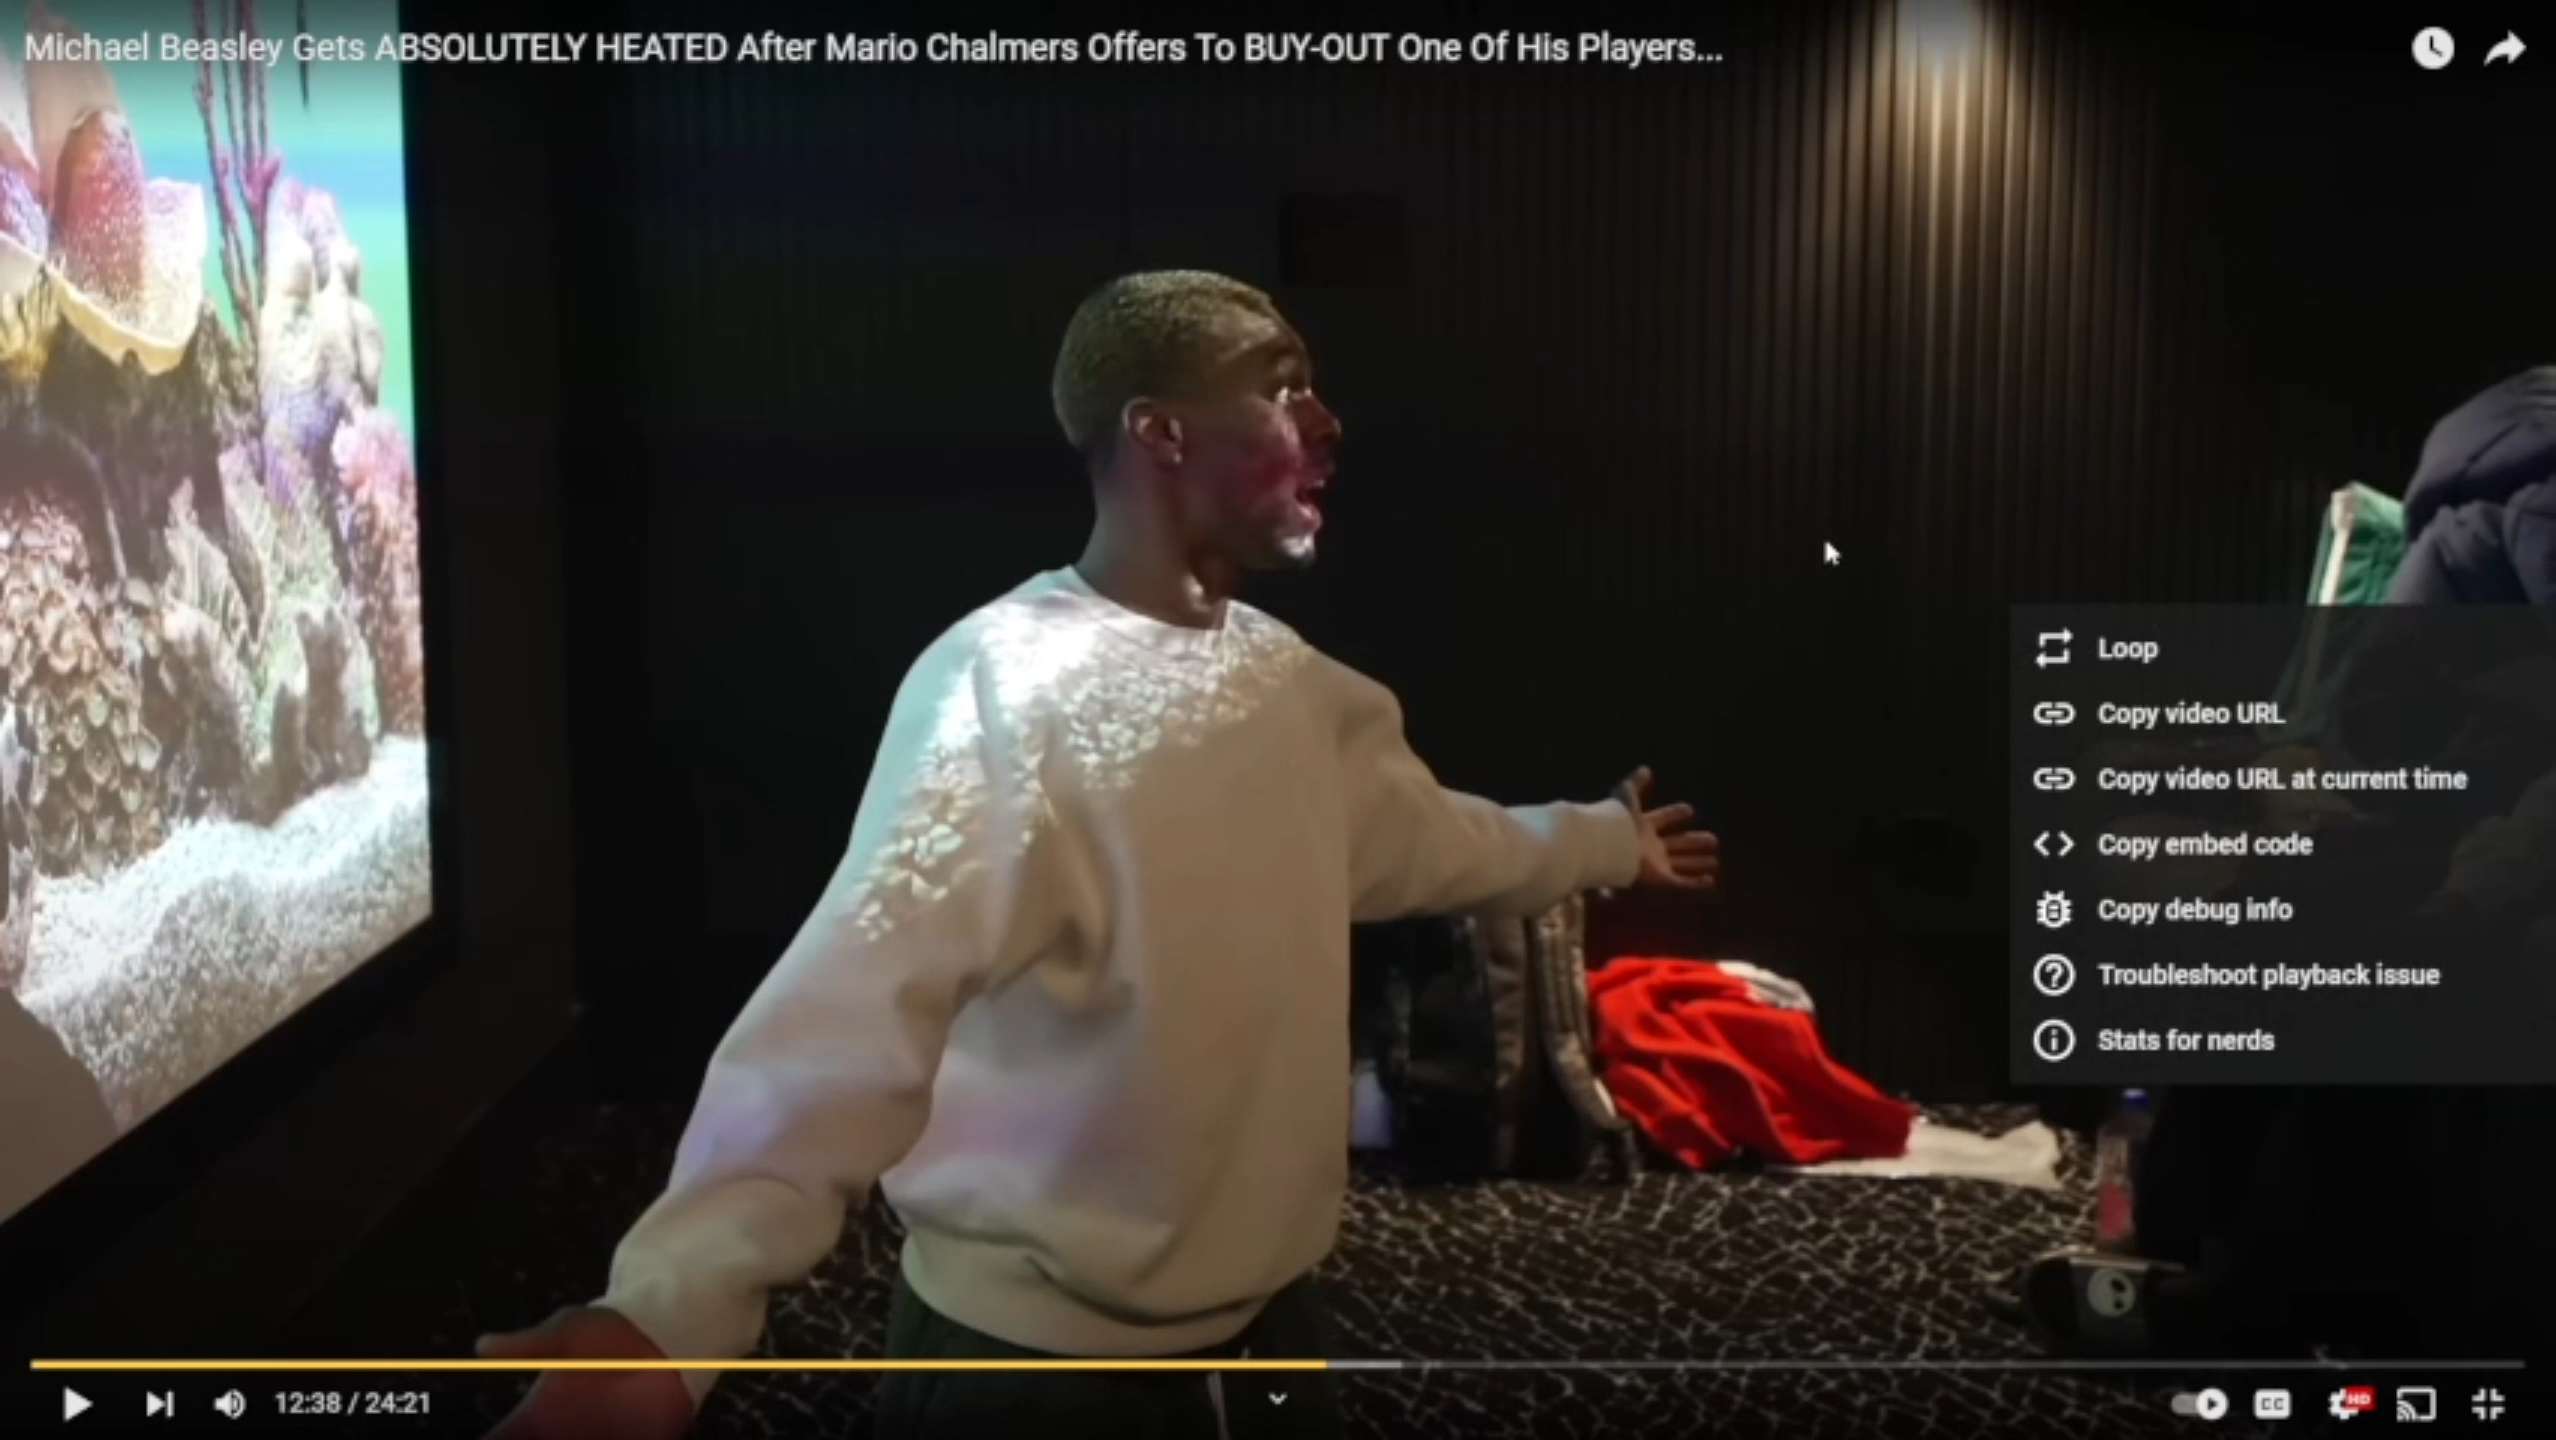 Michael Beasley Gets ABSOLUTELY HEATED After Mario Chalmers Offers To BUY-OUT One Of His Players...
Loop
Copy video URL
Copy video URL at current time
Copy embed code
Copy debug info
Troubleshoot playback issue
Stats for nerds
12:38 / 24:21
CC
HD